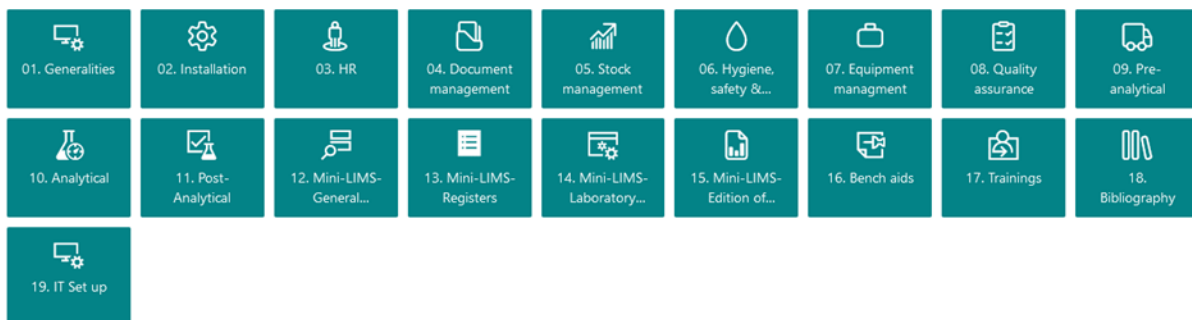 01. Generalities
02. Installation
03. HR
04. Document
management
05. Stock
management
06. Hygiene,
safety &...
07. Equipment
managment
08. Quality
assurance
09. Pre-
analytical
10. Analytical
11. Post-
Analytical
12. Mini-LIMS-
General...
13. Mini-LIMS-
Registers
14. Mini-LIMS-
Laboratory...
15. Mini-LIMS-
Edition of...
16. Bench aids
17. Trainings
18.
Bibliography
19. IT Set up